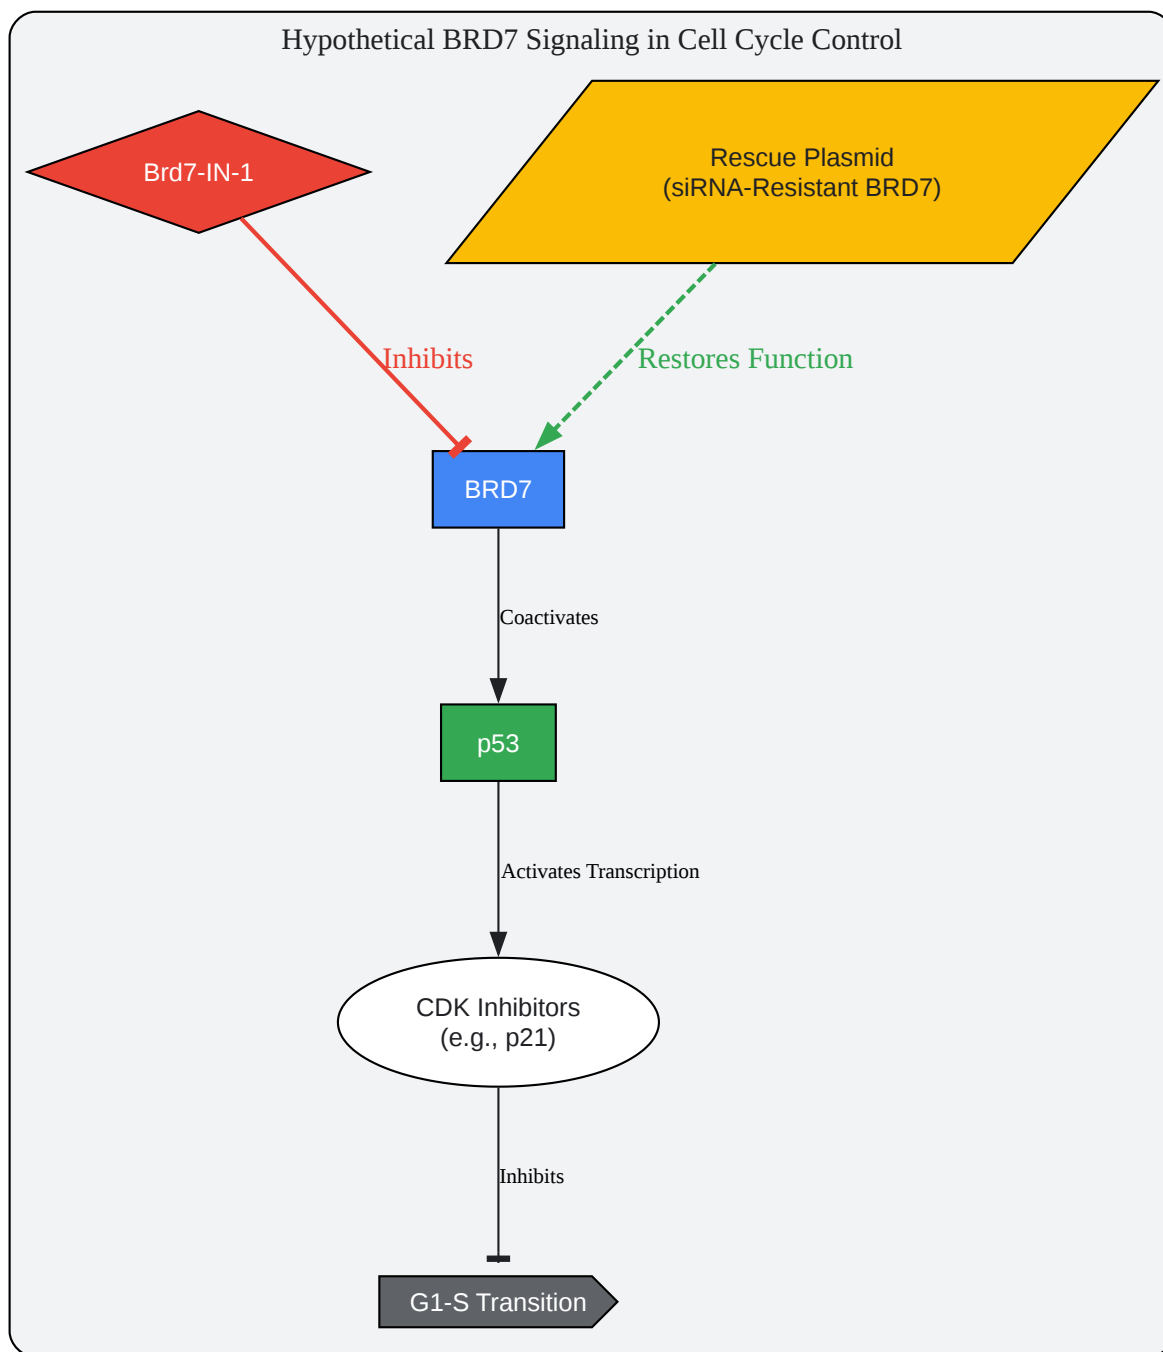 Hypothetical BRD7 Signaling in Cell Cycle Control
Brd7-IN-1
Rescue Plasmid
(siRNA-Resistant BRD7)
Inhibits
Restores Function
BRD7
Coactivates
p53
Activates Transcription
CDK Inhibitors
(e.g., p21)
Inhibits
G1-S Transition